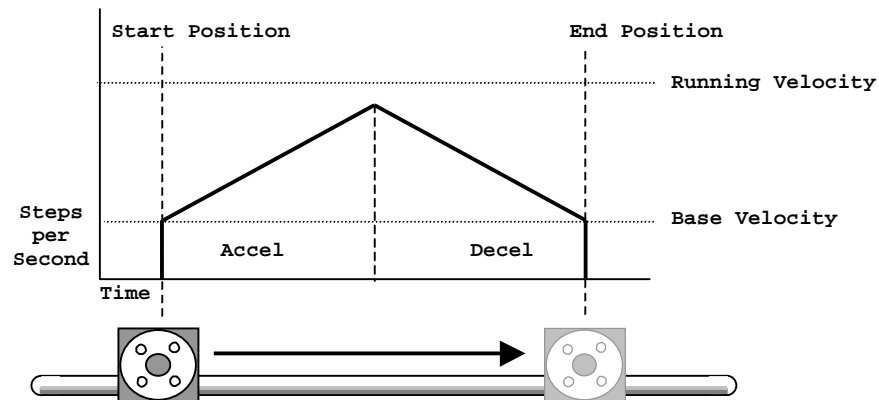 Start Position
End Position
Running Velocity
Steps
per
Second
Base Velocity
Accel
Decel
Time